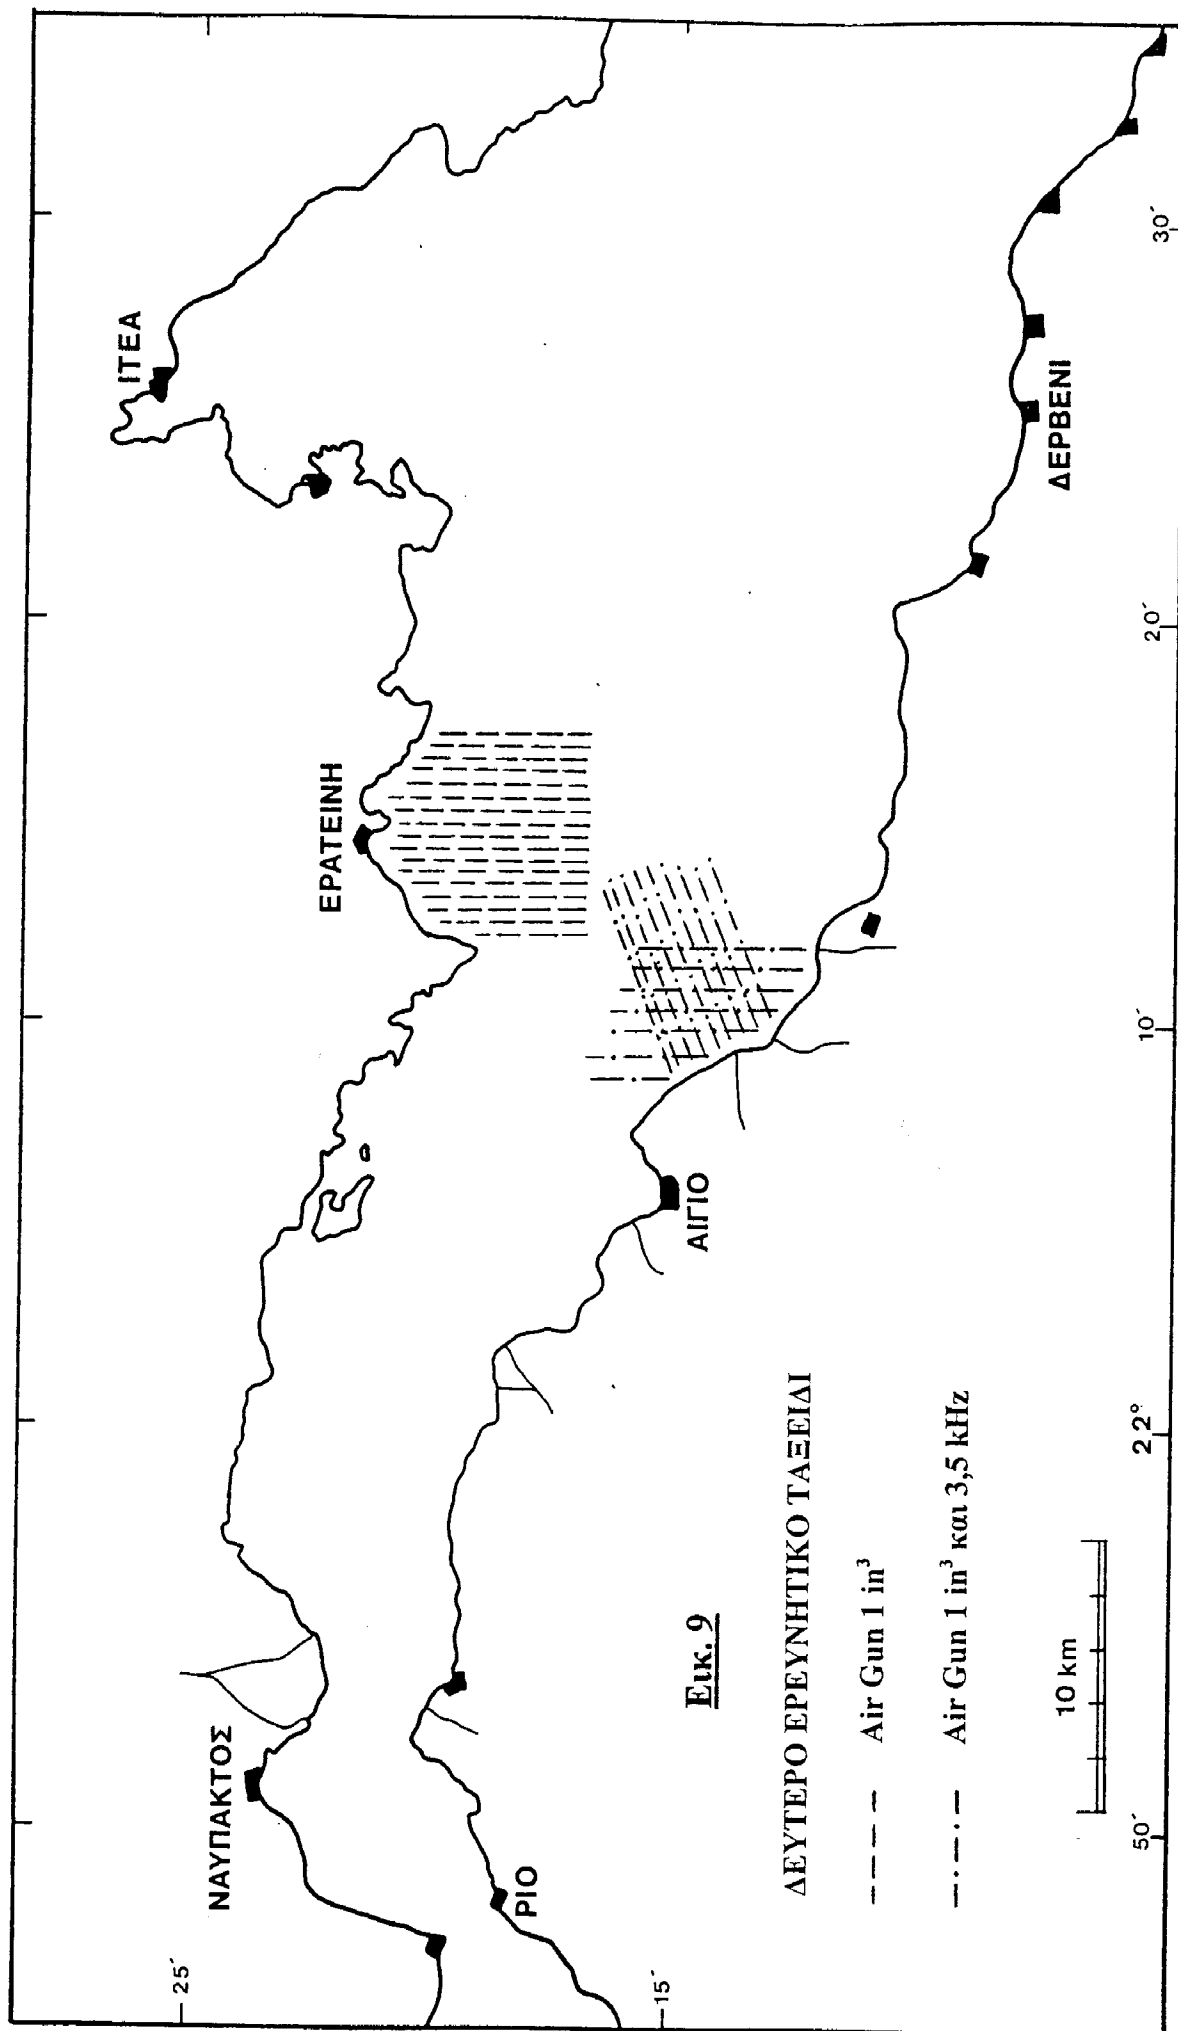 ΙΤΕΑ
ΕΡΑΤΕΙΝΗ
ΝΑΥΠΑΚΤΟΣ
ΡΙΟ
ΑΙΓΙΟ
ΔΕΡΒΕΝΙ
25´
15´
Εικ. 9
ΔΕΥΤΕΡΟ ΕΡΕΥΝΗΤΙΚΟ ΤΑΞΕΙΔΙ
Air Gun 1 in³
Air Gun 1 in³ και 3,5 kHz
10 km
50´
22°
10´
20´
30´